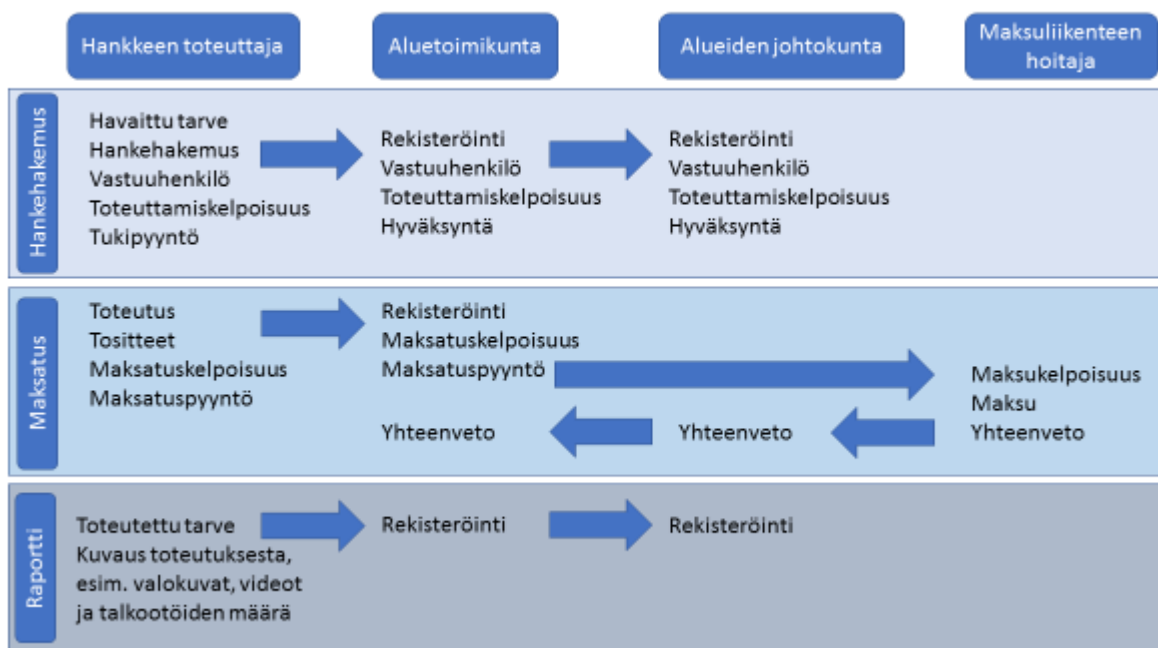 Hankkeen toteuttaja
Aluetoimikunta
Alueiden johtokunta
Maksuliikenteen
hoitaja
Hankehakemus
Havaittu tarve
Hankehakemus
Vastuuhenkilö
Toteuttamiskelpoisuus
Tukipyyntö
Rekisteröinti
Vastuuhenkilö
Toteuttamiskelpoisuus
Hyväksyntä
Rekisteröinti
Vastuuhenkilö
Toteuttamiskelpoisuus
Hyväksyntä
Maksatus
Toteutus
Tositteet
Maksatuskelpoisuus
Maksatuspyyntö
Rekisteröinti
Maksatuskelpoisuus
Maksatuspyyntö
Yhteenveto
Yhteenveto
Maksukelpoisuus
Maksu
Yhteenveto
Raportti
Toteutettu tarve
Kuvaus toteutuksesta,
esim. valokuvat, videot
ja talkootöiden määrä
Rekisteröinti
Rekisteröinti